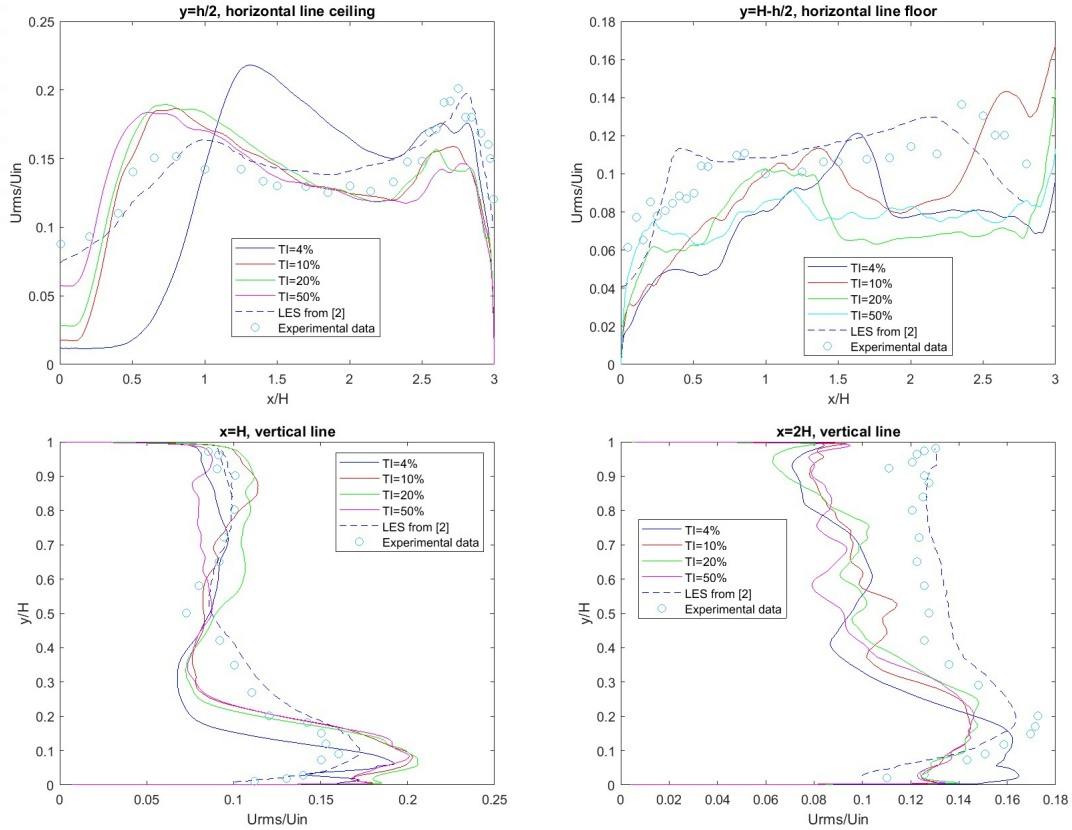 y=h/2, horizontal line ceiling
0.25
0.2
0.15
0.1
0.05
0
Urms/Uin
0 0.5 1 1.5 2 2.5 3
x/H
TI=4%
TI=10%
TI=20%
TI=50%
LES from [2]
Experimental data
y=H-h/2, horizontal line floor
0.18
0.16
0.14
0.12
0.1
0.08
0.06
0.04
0.02
0
Urms/Uin
0 0.5 1 1.5 2 2.5 3
x/H
TI=4%
TI=10%
TI=20%
TI=50%
LES from [2]
Experimental data
x=H, vertical line
1
0.9
0.8
0.7
0.6
0.5
0.4
0.3
0.2
0.1
0
y/H
0 0.05 0.1 0.15 0.2 0.25
Urms/Uin
TI=4%
TI=10%
TI=20%
TI=50%
LES from [2]
Experimental data
x=2H, vertical line
1
0.9
0.8
0.7
0.6
0.5
0.4
0.3
0.2
0.1
0
y/H
0 0.02 0.04 0.06 0.08 0.1 0.12 0.14 0.16 0.18
Urms/Uin
TI=4%
TI=10%
TI=20%
TI=50%
LES from [2]
Experimental data